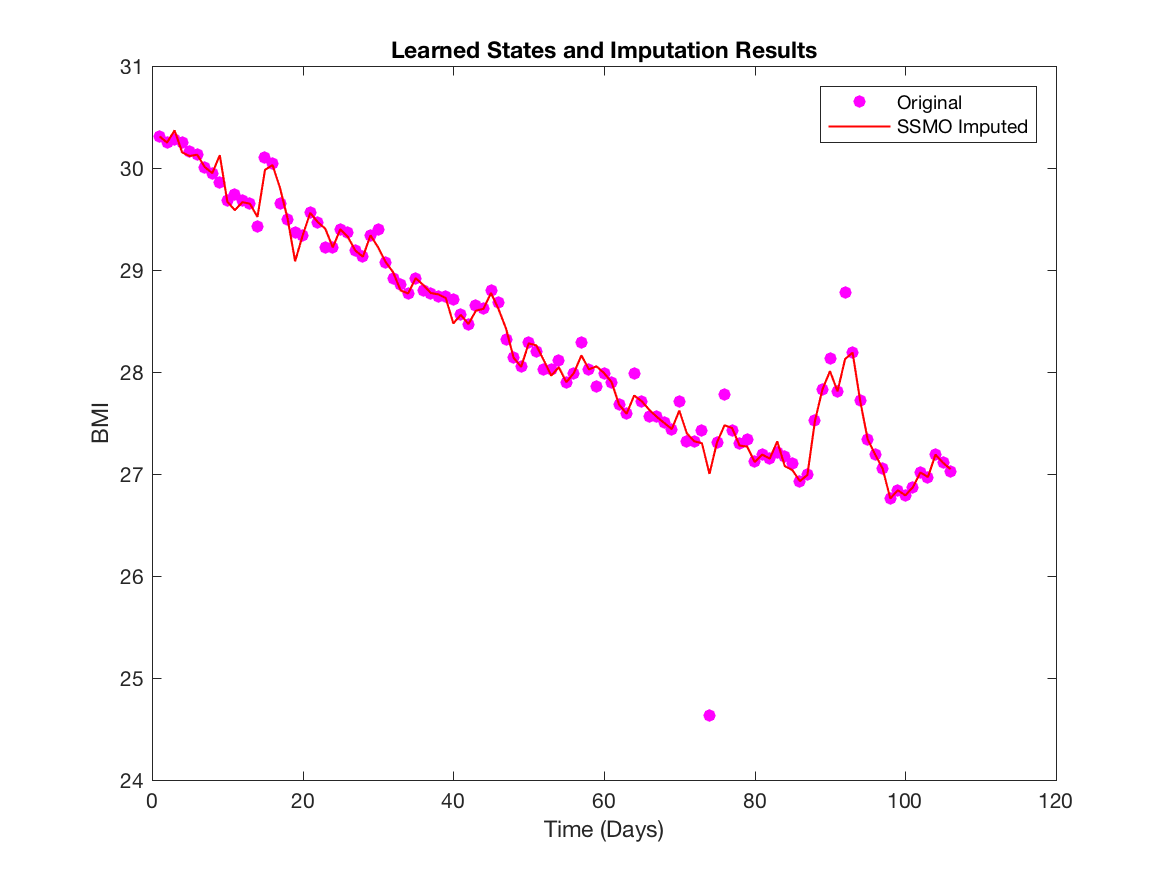 Learned States and Imputation Results
31
30
29
28
27
26
25
24
BMI
Original
SSMO Imputed
0 20 40 60 80 100 120
Time (Days)